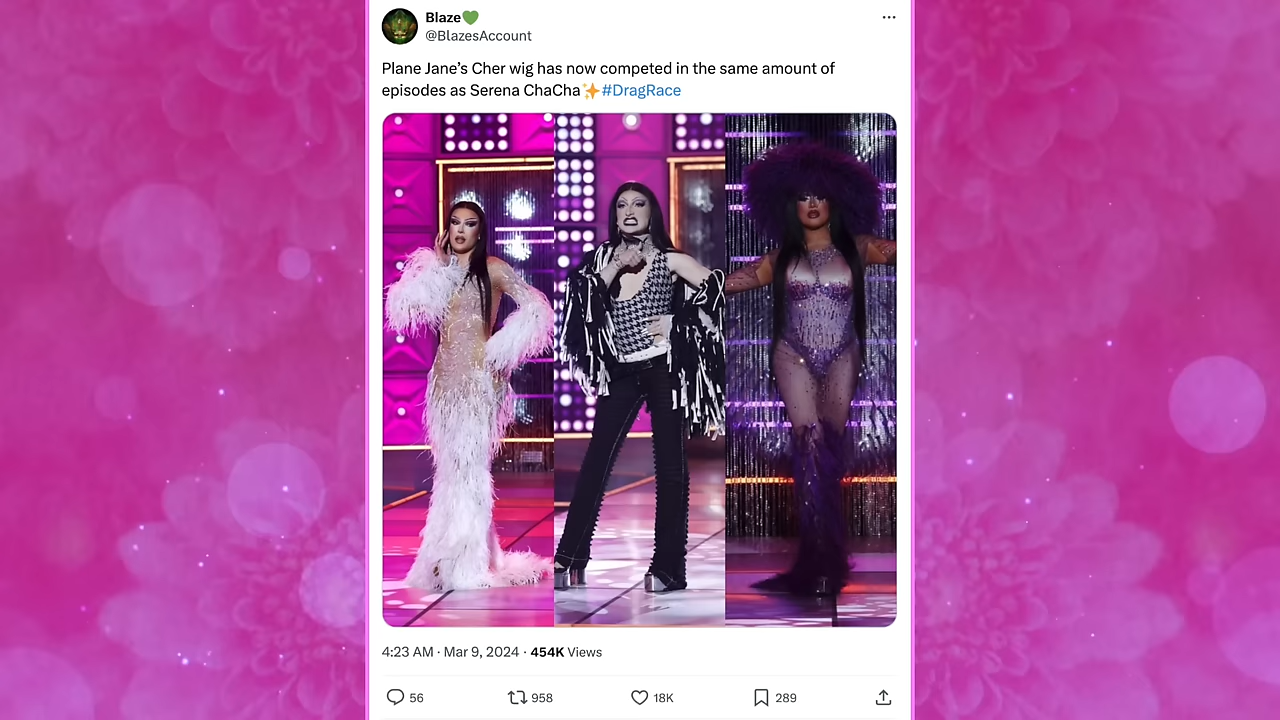 Blaze💚
@BlazesAccount
Plane Jane’s Cher wig has now competed in the same amount of
episodes as Serena ChaCha✨#DragRace
4:23 AM · Mar 9, 2024 · 454K Views
56 958 18K 289